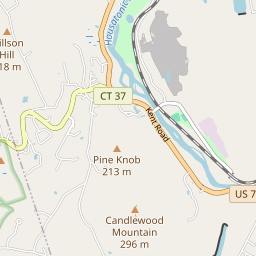 Housatonic
illson
Hill
18 m
CT 37
Kent Road
Pine Knob
213 m
US 7
Candlewood
Mountain
296 m